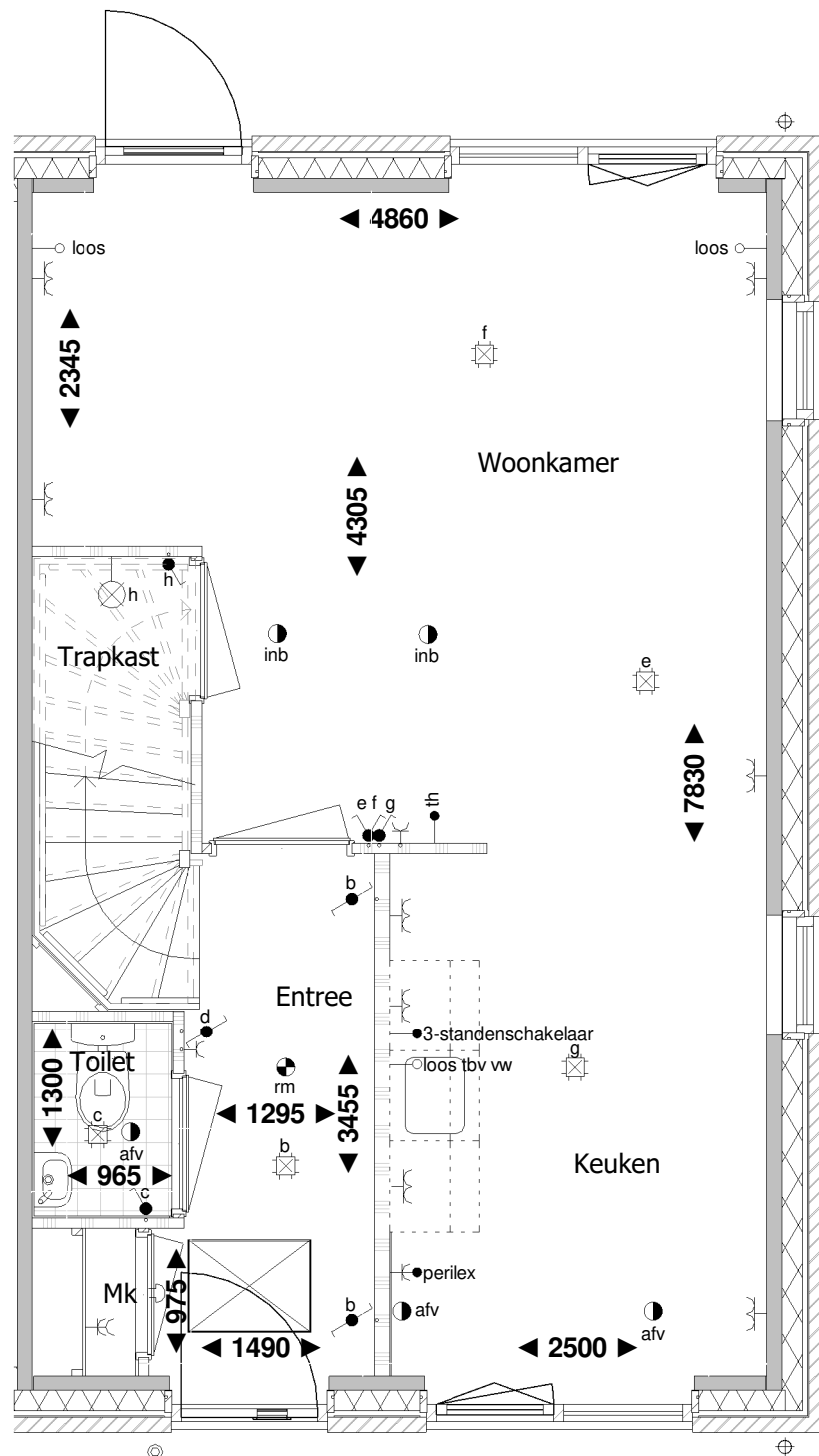 4860
loos
loos
2345
f
Woonkamer
4305
h
h
Trapkast
inb
inb
e
7830
e f g
th
b
Entree
d
3-standenschakelaar
Toilet
g
loos tbv vw
rm
1300
1295
3455
c
afv
b
Keuken
965
c
perilex
Mk
975
b
afv
afv
1490
2500